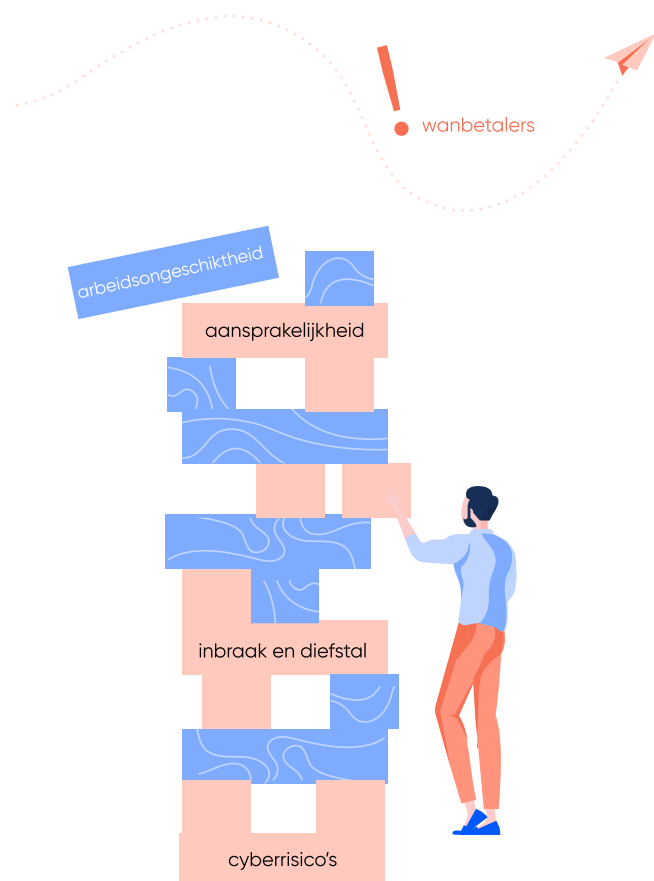 wanbetalers
arbeidsongeschiktheid
aansprakelijkheid
inbraak en diefstal
cyberrisico's